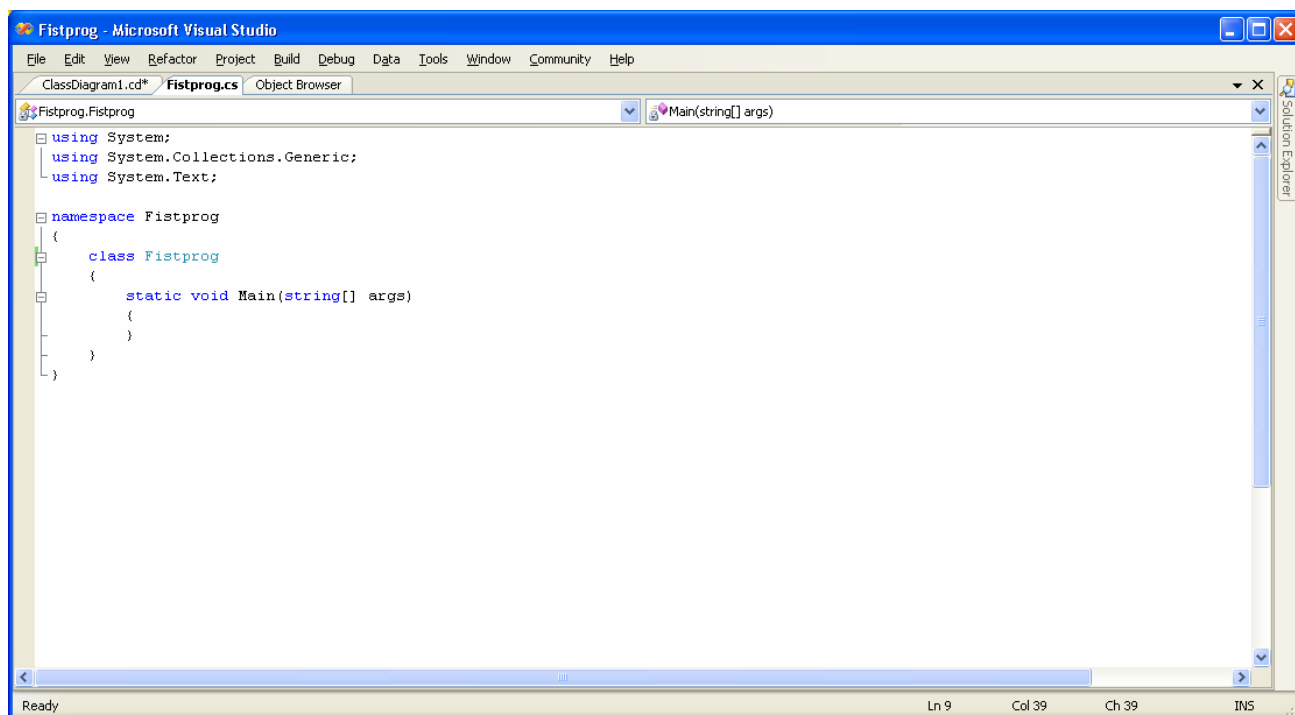 Fistprog - Microsoft Visual Studio
File Edit View Refactor Project Build Debug Data Tools Window Community Help
ClassDiagram1.cd* Fistprog.cs Object Browser
Fistprog.Fistprog Main(string[] args)
Solution Explorer
using System;
using System.Collections.Generic;
using System.Text;
namespace Fistprog
{
class Fistprog
{
static void Main(string[] args)
{
}
}
}
Ready Ln 9 Col 39 Ch 39 INS